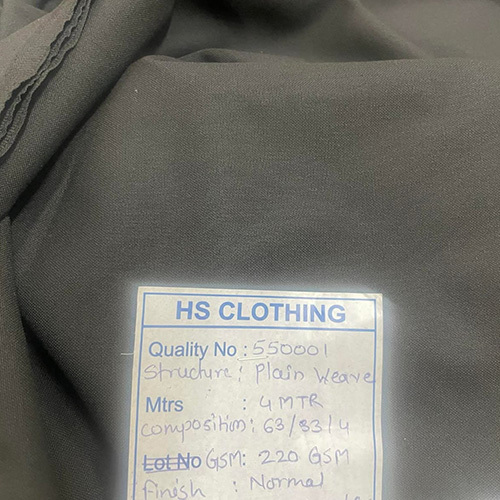 HS CLOTHING
Quality No : 550001
Structure : Plain Weave
Mtrs : 4 MTR
Composition : 63/33/4
Lot No GSM : 220 GSM
Finish : Normal